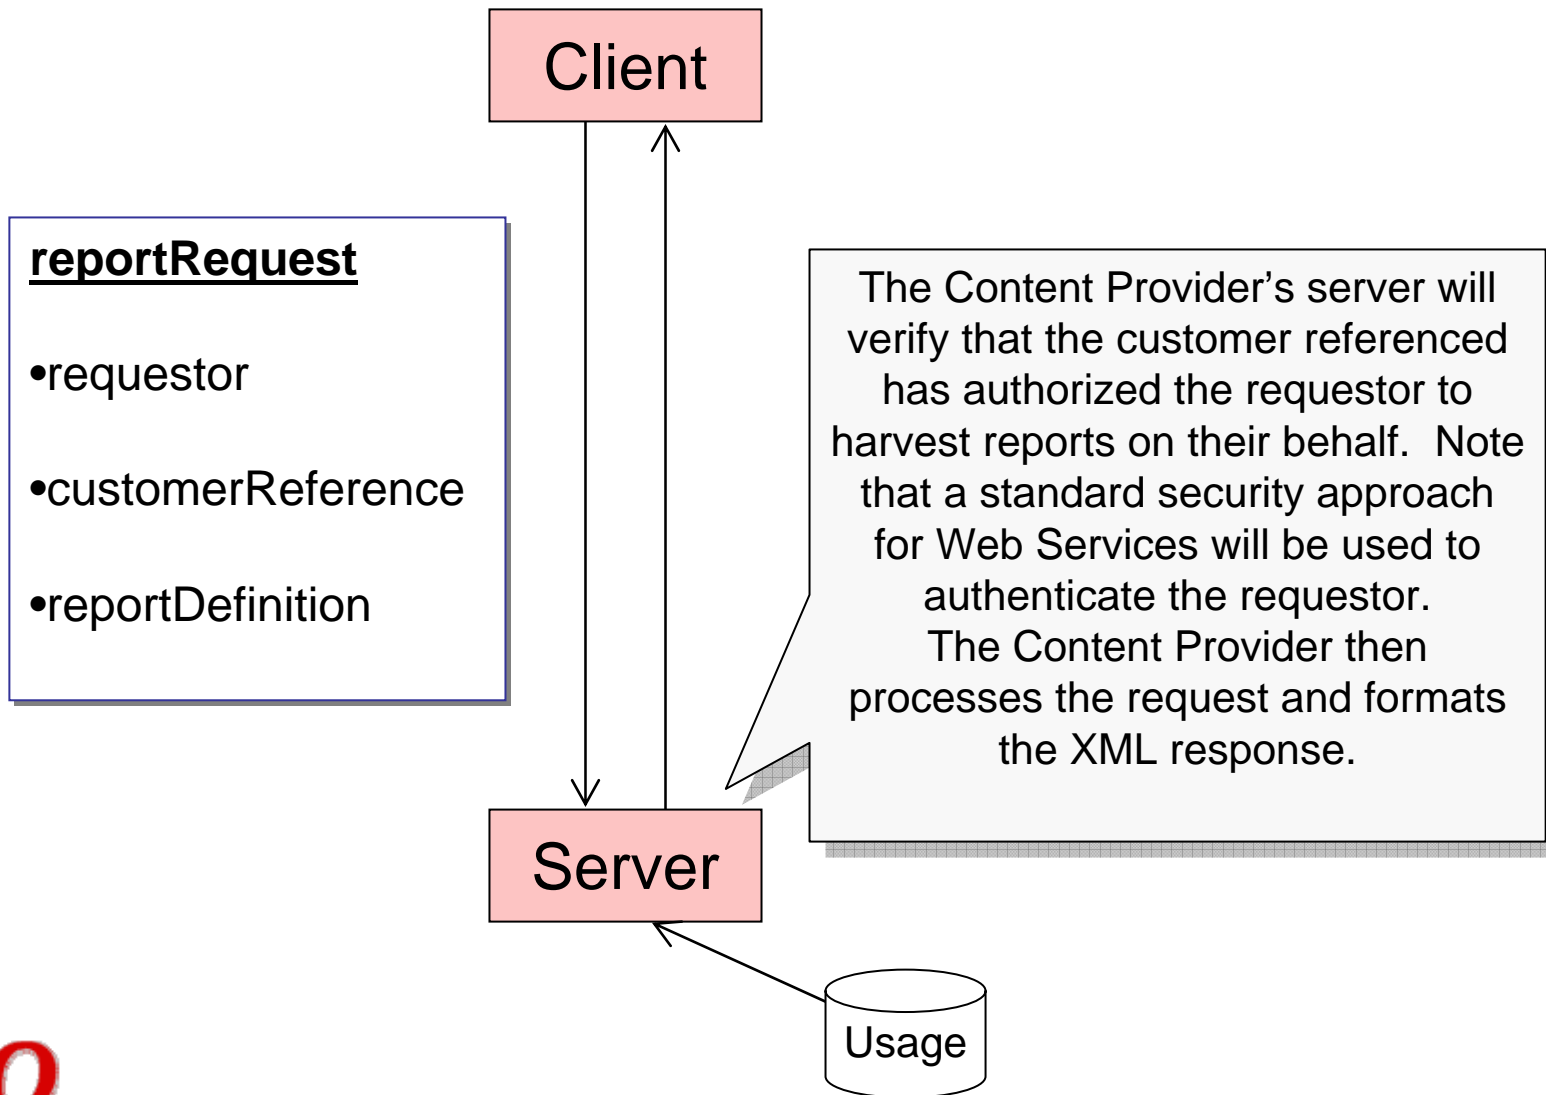 Client
reportRequest
•requestor
•customerReference
•reportDefinition
The Content Provider’s server will
verify that the customer referenced
has authorized the requestor to
harvest reports on their behalf.  Note
that a standard security approach
for Web Services will be used to
authenticate the requestor.
The Content Provider then
processes the request and formats
the XML response.
Server
Usage